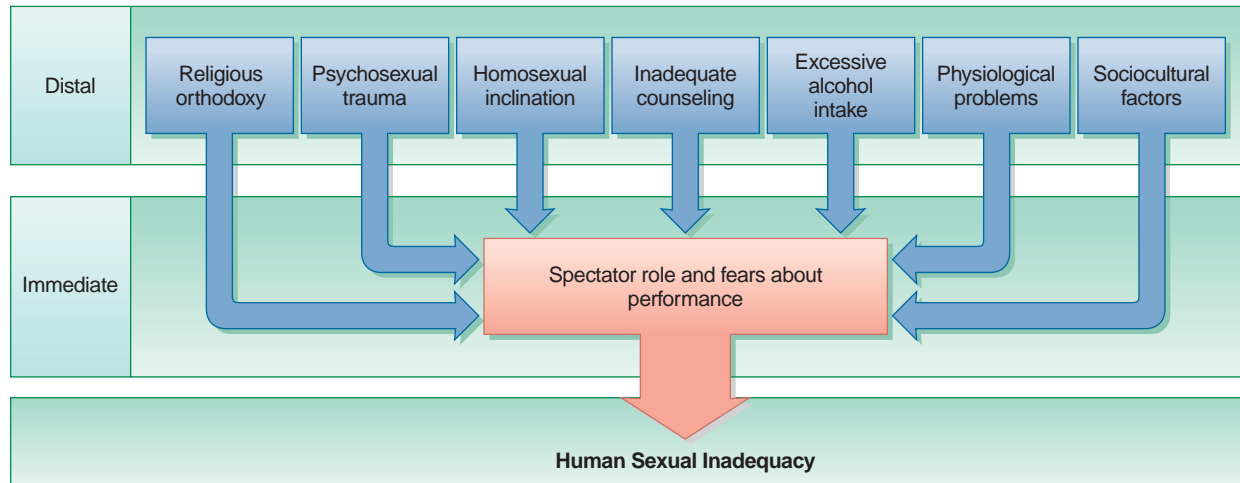 Distal
Religious
orthodoxy
Psychosexual
trauma
Homosexual
inclination
Inadequate
counseling
Excessive
alcohol
intake
Physiological
problems
Sociocultural
factors
Immediate
Spectator role and fears about
performance
Human Sexual Inadequacy